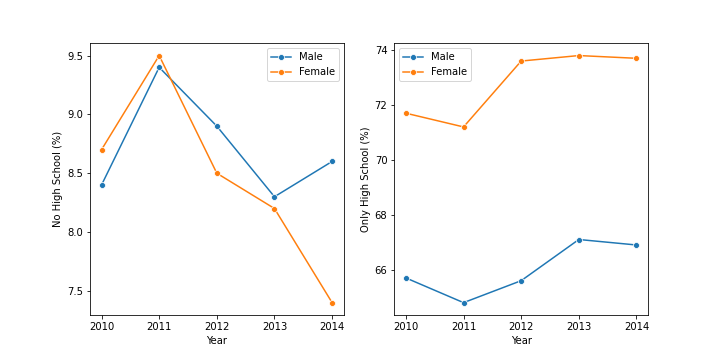 Male
Female
9.5
9.0
8.5
8.0
7.5
No High School (%)
2010 2011 2012 2013 2014
Year
Male
Female
74
72
70
68
66
Only High School (%)
2010 2011 2012 2013 2014
Year